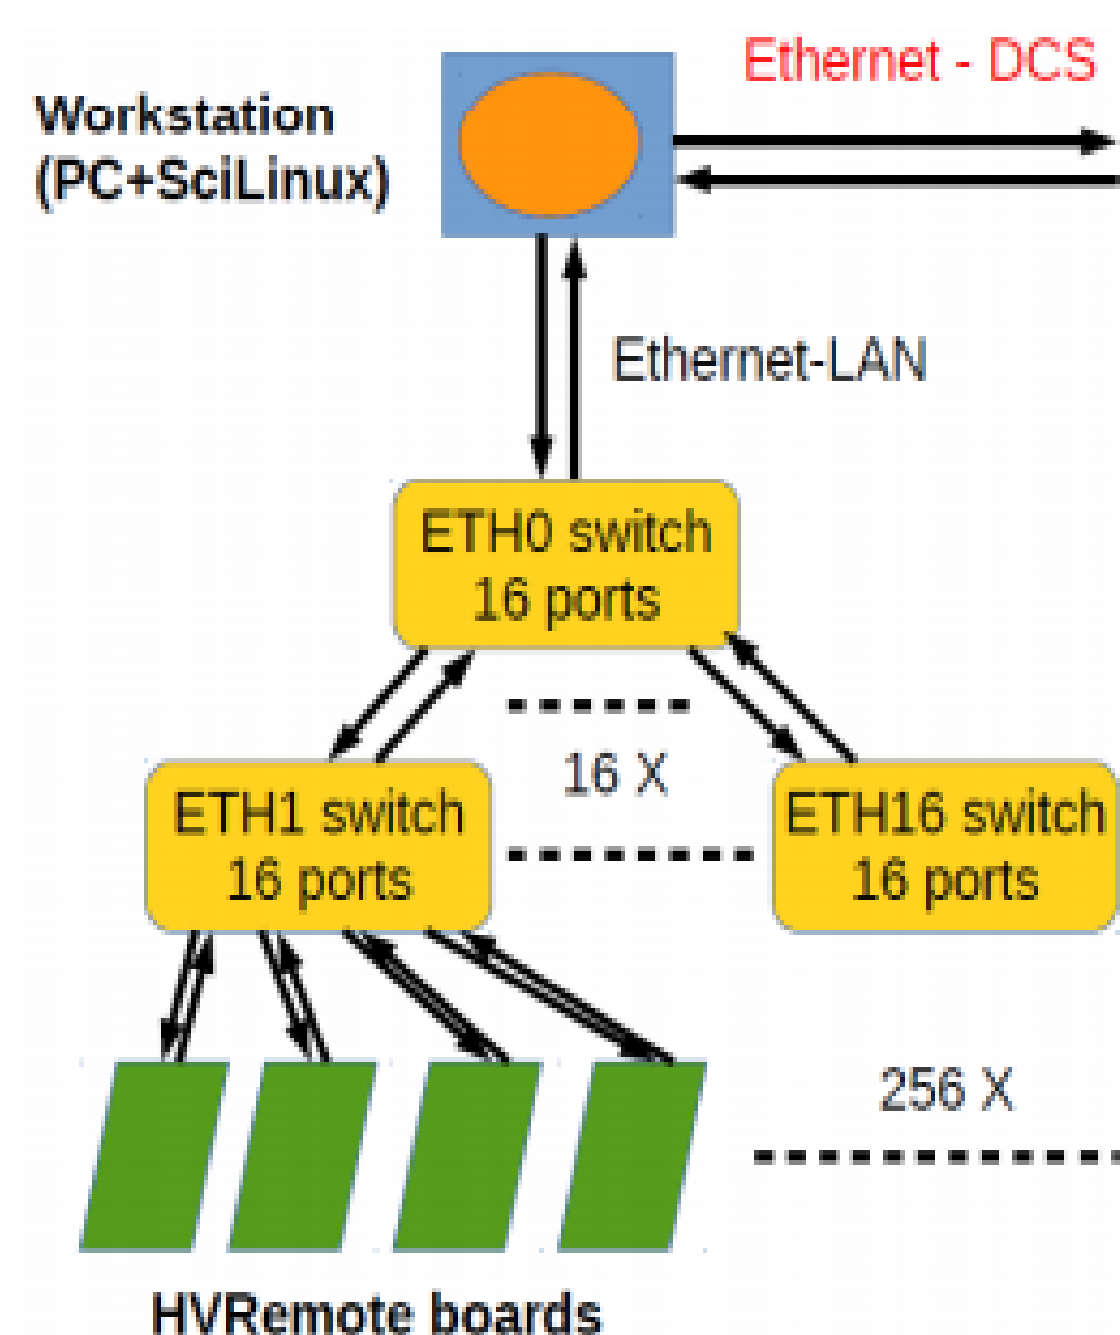 Ethernet - DCS
Workstation
(PC+SciLinux)
Ethernet-LAN
ETH0 switch
16 ports
16 X
ETH1 switch
16 ports
ETH16 switch
16 ports
256 X
HVRemote boards